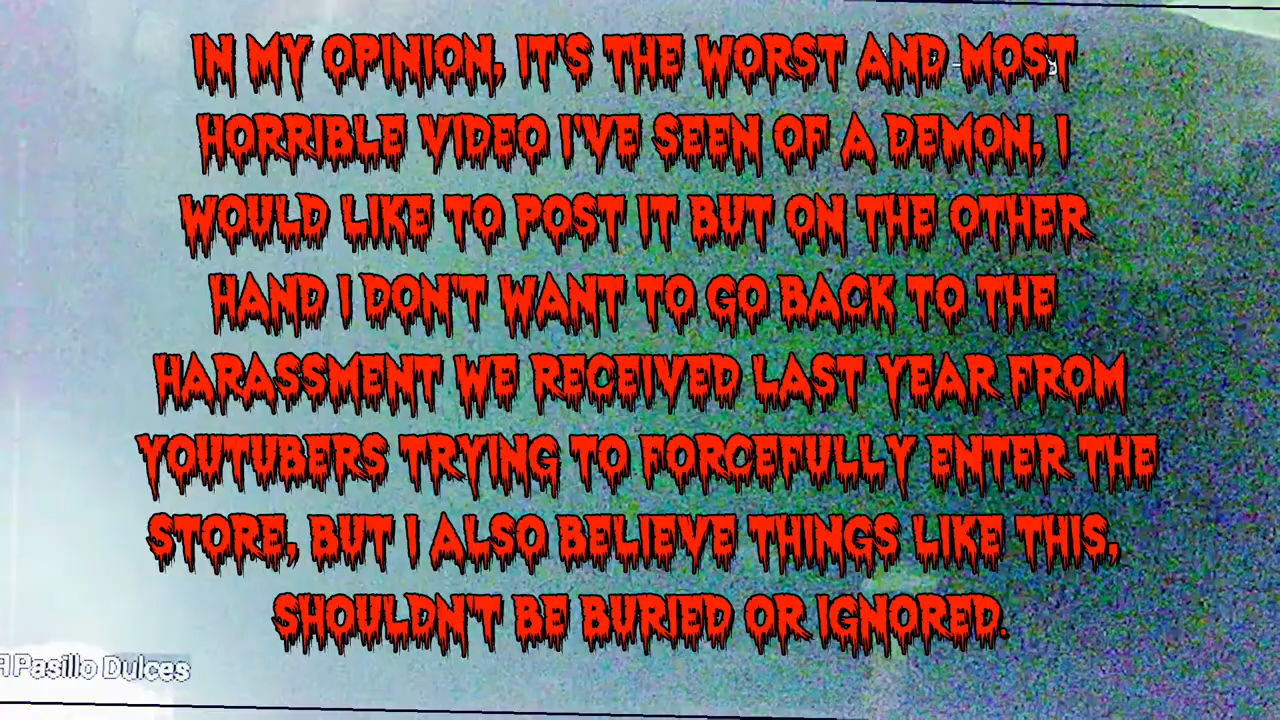 IN MY OPINION, IT'S THE WORST AND MOST
HORRIBLE VIDEO I'VE SEEN OF A DEMON, I
WOULD LIKE TO POST IT BUT ON THE OTHER
HAND I DON'T WANT TO GO BACK TO THE
HARASSMENT WE RECEIVED LAST YEAR FROM
YOUTUBERS TRYING TO FORCEFULLY ENTER THE
STORE, BUT I ALSO BELIEVE THINGS LIKE THIS,
SHOULDN'T BE BURIED OR IGNORED.
Pasillo Dulces